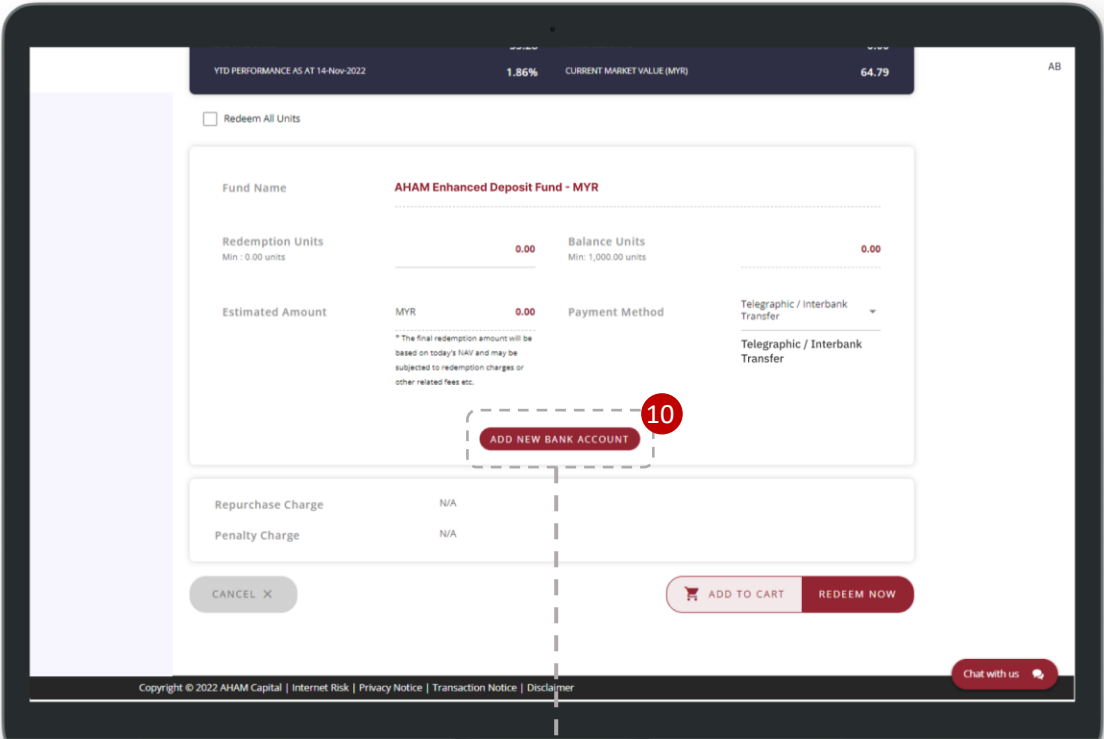 YTD PERFORMANCE AS AT 14-Nov-2022 1.86% CURRENT MARKET VALUE (MYR) 64.79
AB
Redeem All Units
Fund Name AHAM Enhanced Deposit Fund - MYR
Redemption Units 0.00 Balance Units 0.00
Min : 0.00 units Min: 1,000.00 units
Estimated Amount MYR 0.00 Payment Method Telegraphic / Interbank
Transfer
* The final redemption amount will be
based on today's NAV and may be
subjected to redemption charges or
other related fees etc.
Telegraphic / Interbank
Transfer
10
ADD NEW BANK ACCOUNT
Repurchase Charge N/A
Penalty Charge N/A
CANCEL X
ADD TO CART REDEEM NOW
Chat with us
Copyright © 2022 AHAM Capital | Internet Risk | Privacy Notice | Transaction Notice | Disclaimer